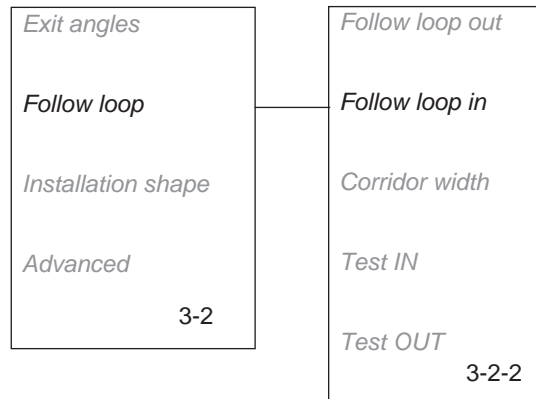 Exit angles
Follow loop
Installation shape
Advanced
3-2
Follow loop out
Follow loop in
Corridor width
Test IN
Test OUT
3-2-2